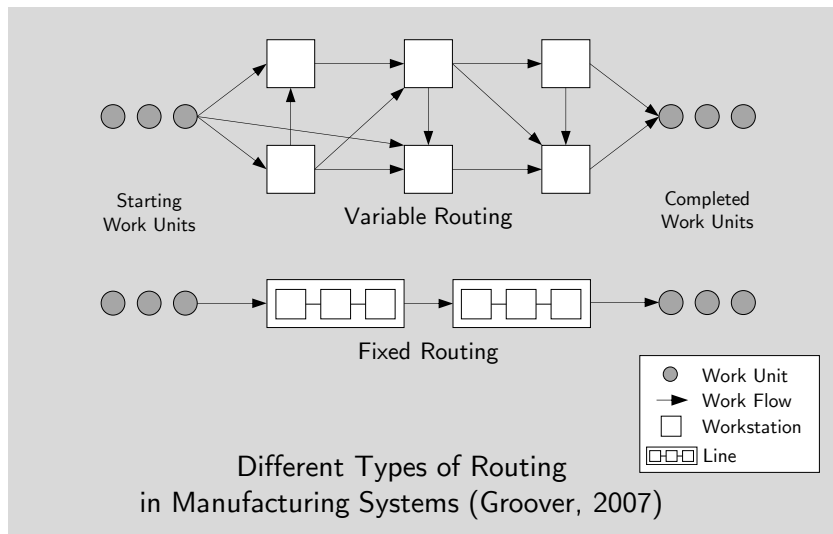 Starting
Work Units
Variable Routing
Completed
Work Units
Fixed Routing
Work Unit
Work Flow
Workstation
Line
Different Types of Routing
in Manufacturing Systems (Groover, 2007)